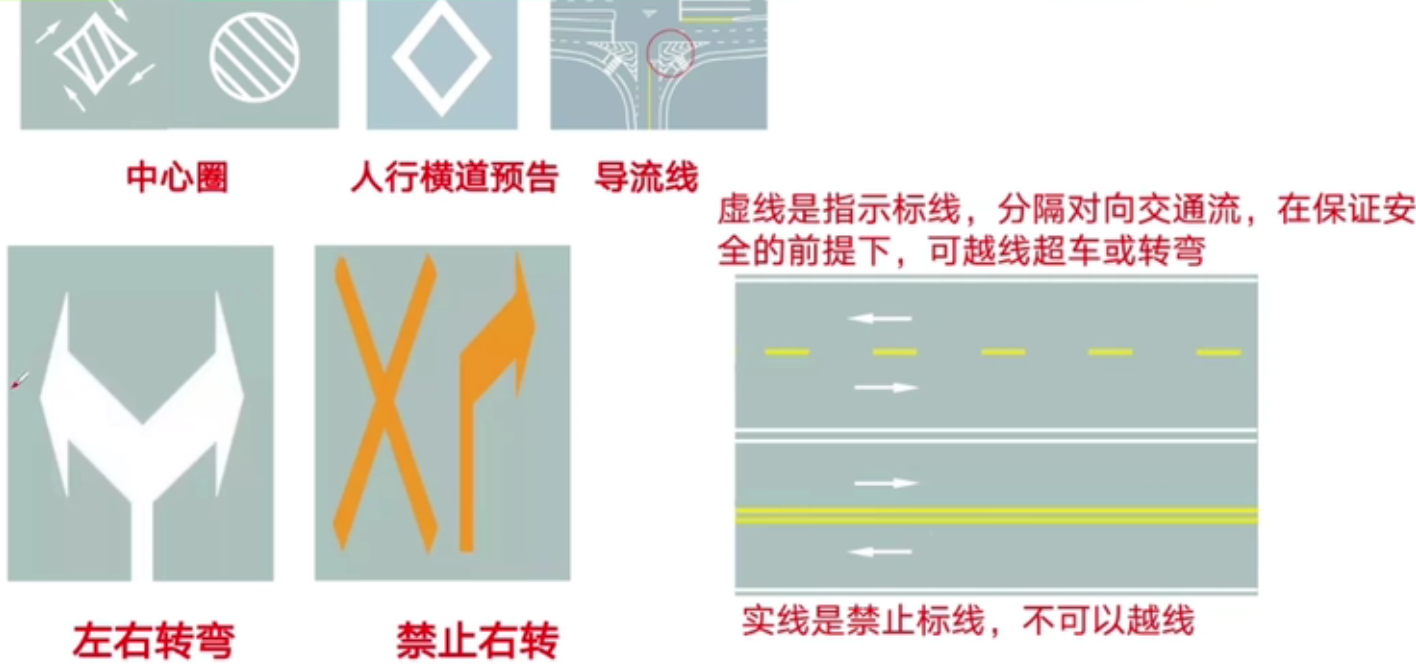 中心圈
人行横道预告
导流线
虚线是指示标线，分隔对向交通流，在保证安
全的前提下，可越线超车或转弯
左右转弯
禁止右转
实线是禁止标线，不可以越线